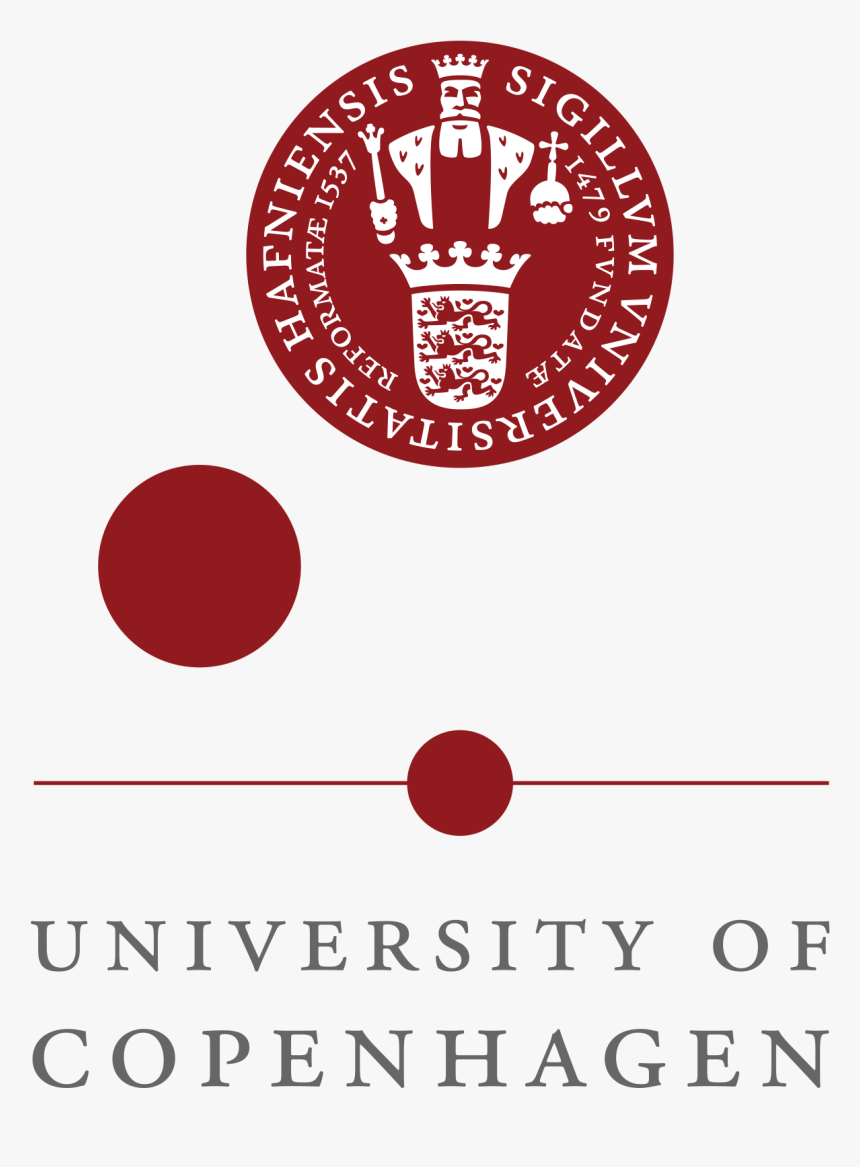 SIGILLVM VNIVERSITATIS HAFNIENSIS
1479 FVNDATÆ
REFORMATÆ 1537
UNIVERSITY OF
COPENHAGEN